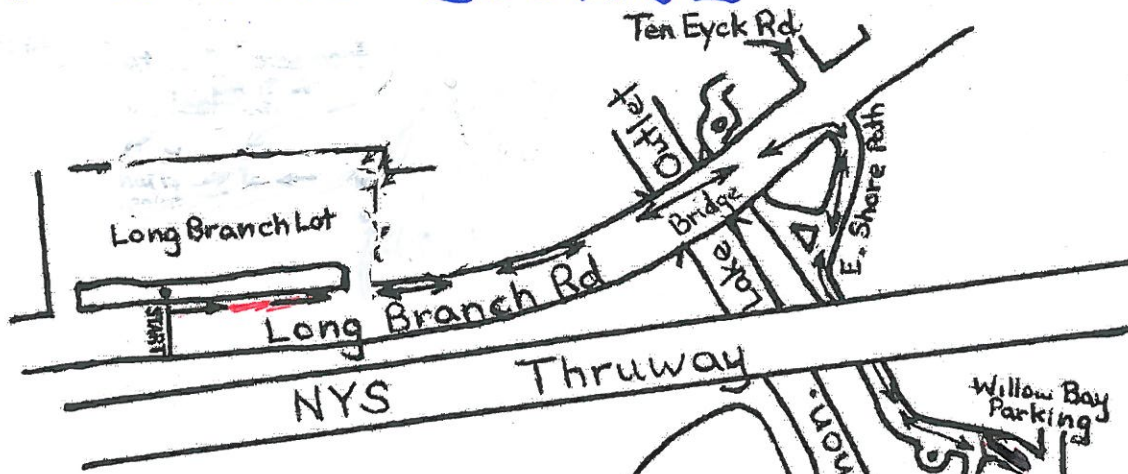 Ten Eyck Rd
Outlet
Long Branch Lot
Bridge
E. Shore Path
Lake
START
Long Branch Rd
NYS Thruway
Willow Bay
Parking